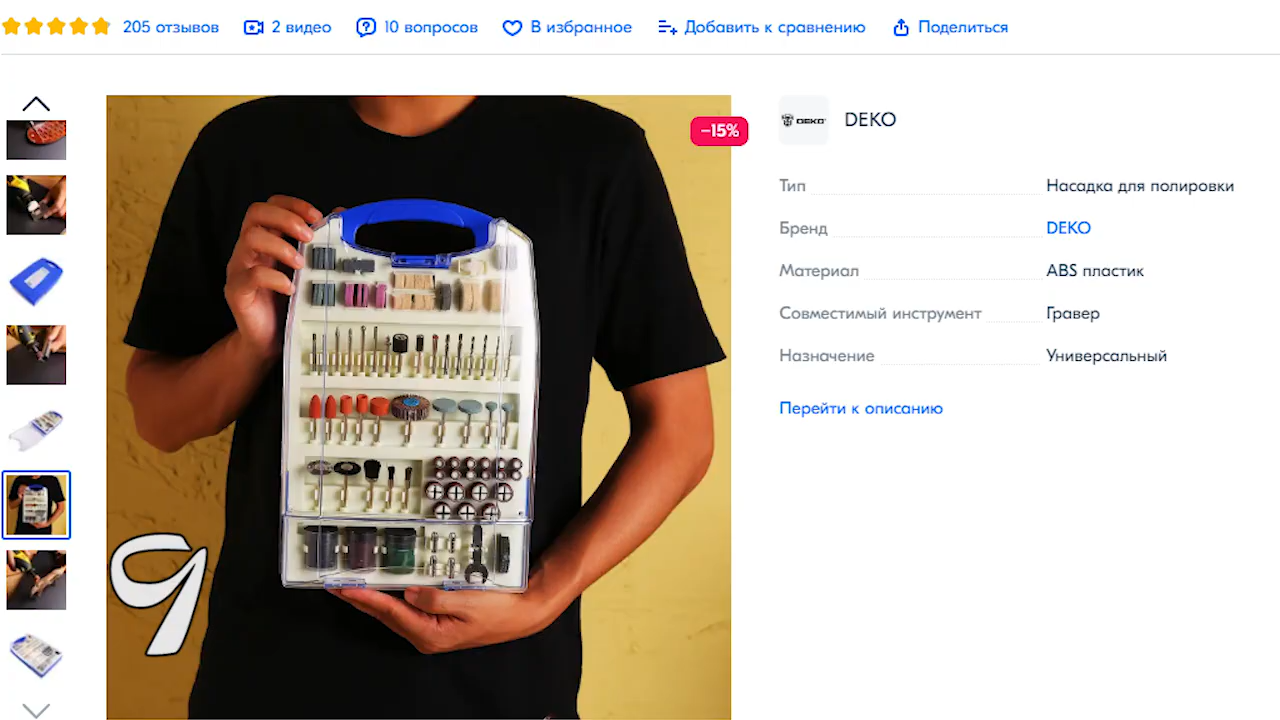 205 отзывов 2 видео 10 вопросов В избранное Добавить к сравнению Поделиться
−15%
DEKO DEKO
Тип Насадка для полировки
Бренд DEKO
Материал ABS пластик
Совместимый инструмент Гравер
Назначение Универсальный
Перейти к описанию
9